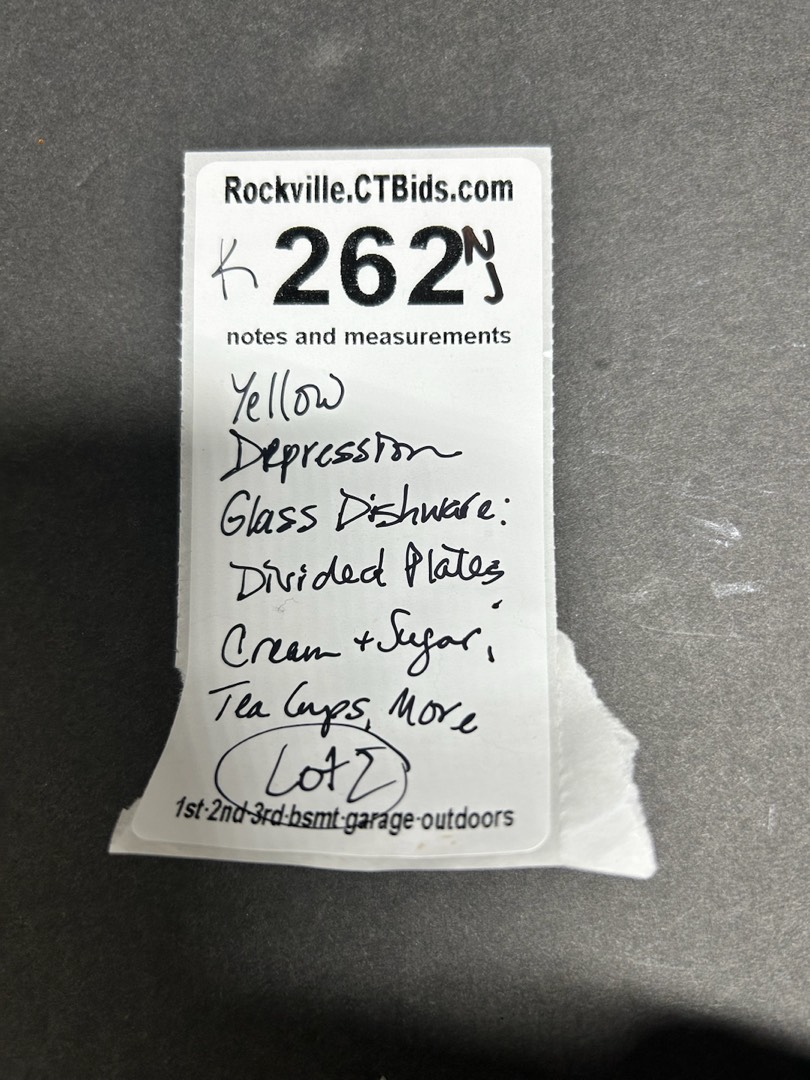 Rockville.CTBids.com
K 262 NJ
notes and measurements
Yellow
Depression
Glass Dishware:
Divided Plates,
Cream + Sugar,
Tea Cups, More
Lot 2
1st-2nd-3rd-bsmt-garage-outdoors